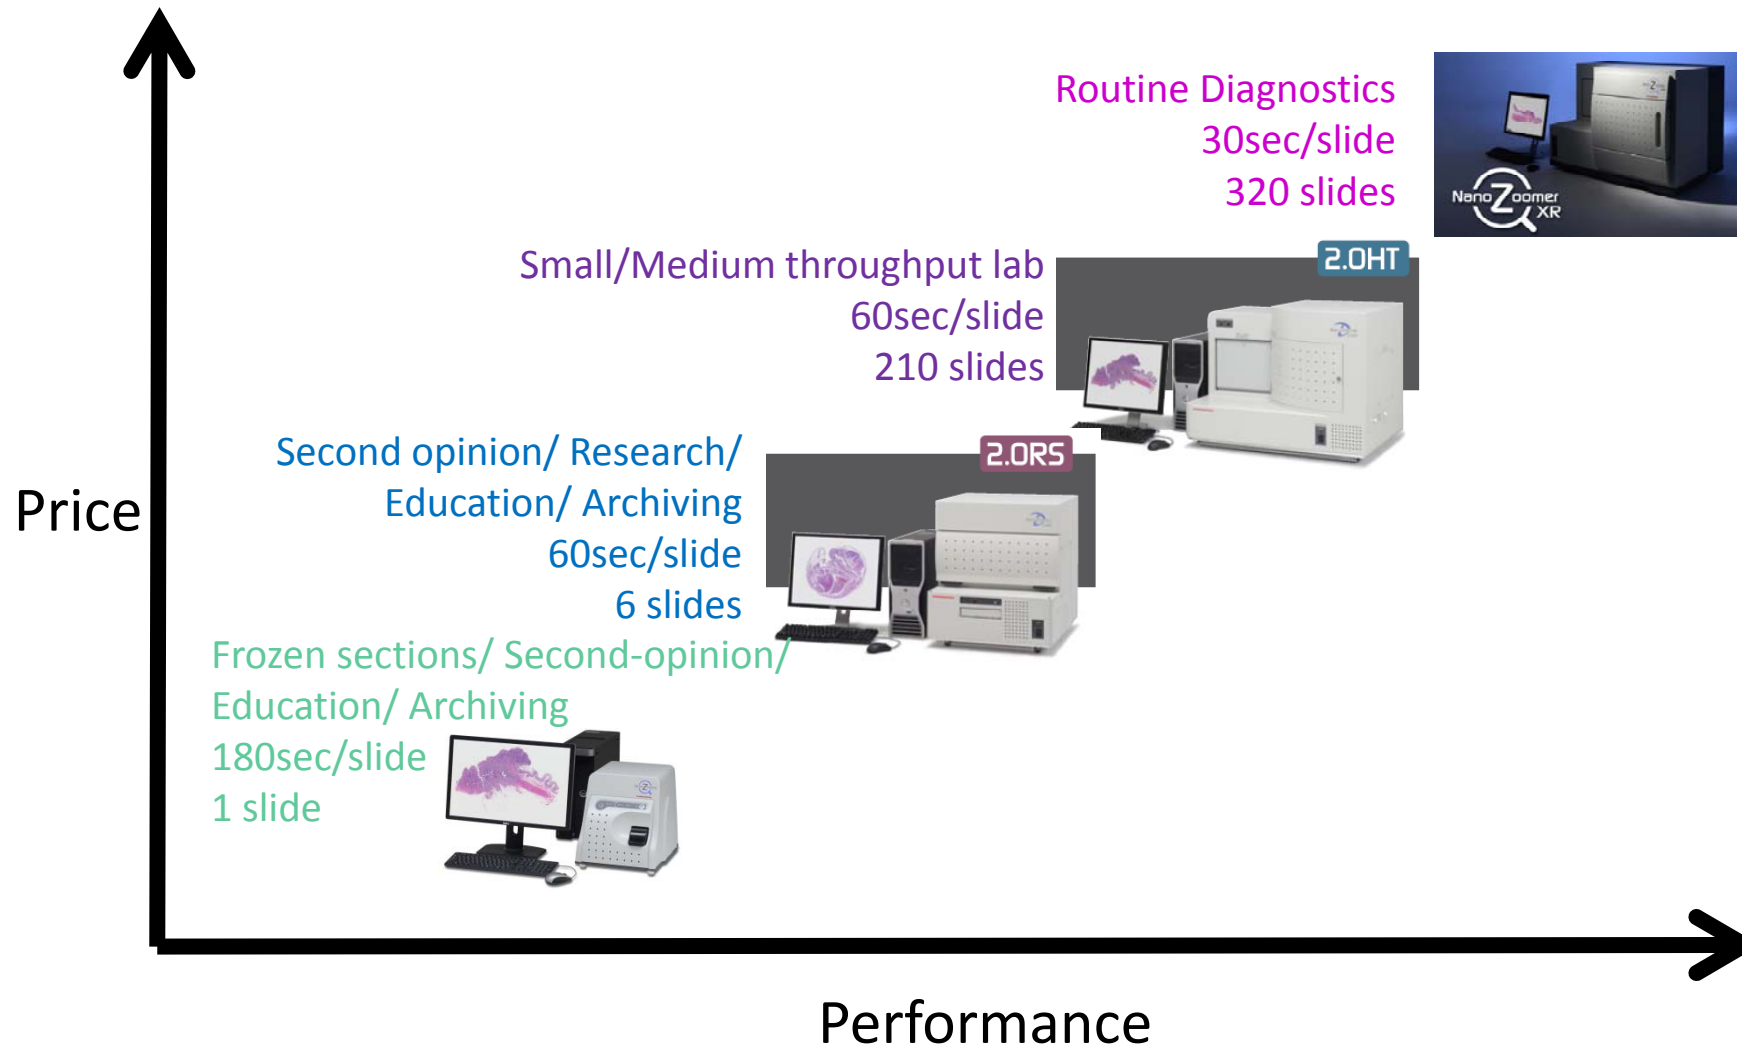 Routine Diagnostics
30sec/slide
320 slides
NanoZoomer
XR
Small/Medium throughput lab
60sec/slide
210 slides
2.0HT
Second opinion/ Research/
Education/ Archiving
60sec/slide
6 slides
2.0RS
Price
Frozen sections/ Second-opinion/
Education/ Archiving
180sec/slide
1 slide
Performance